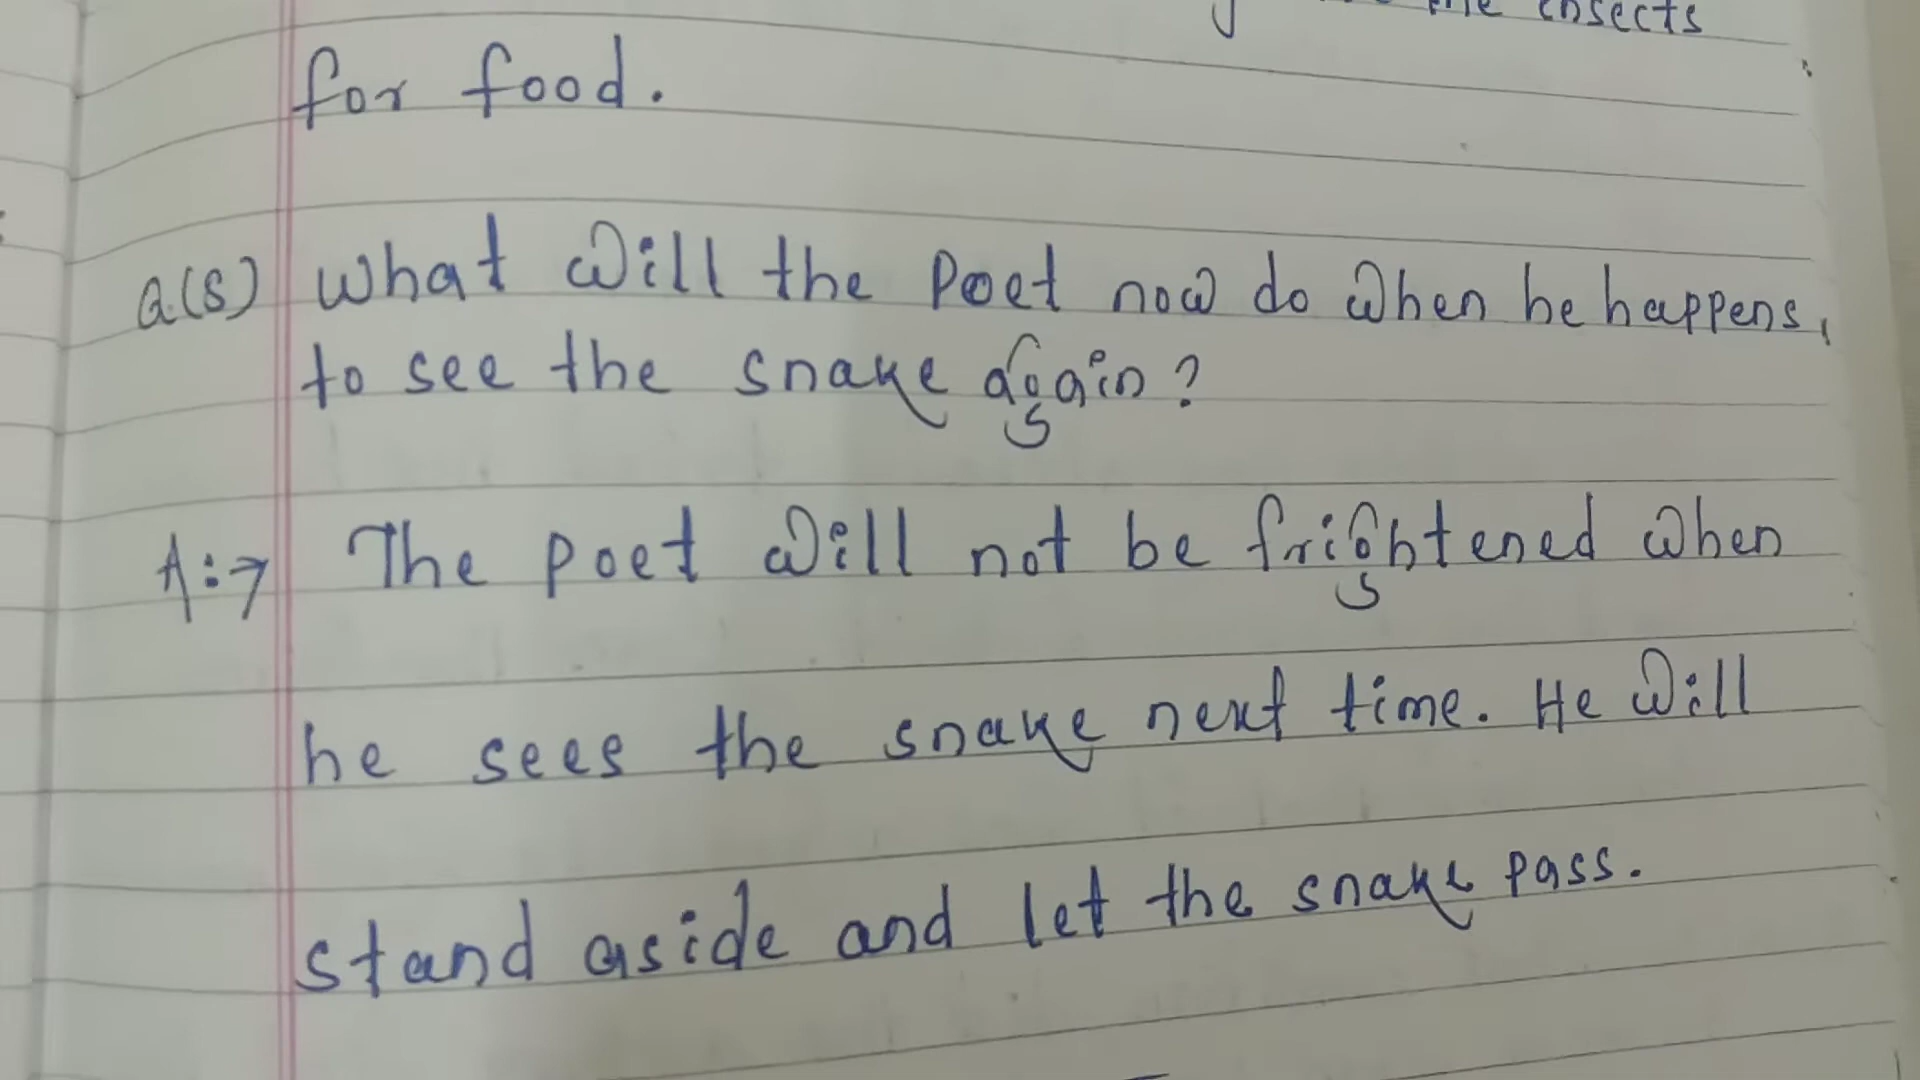 the insects
for food.
Q(5) What will the Poet now do when he happens,
to see the snake again?
A:→ The poet will not be frightened when
he sees the snake next time. He will
stand aside and let the snake pass.